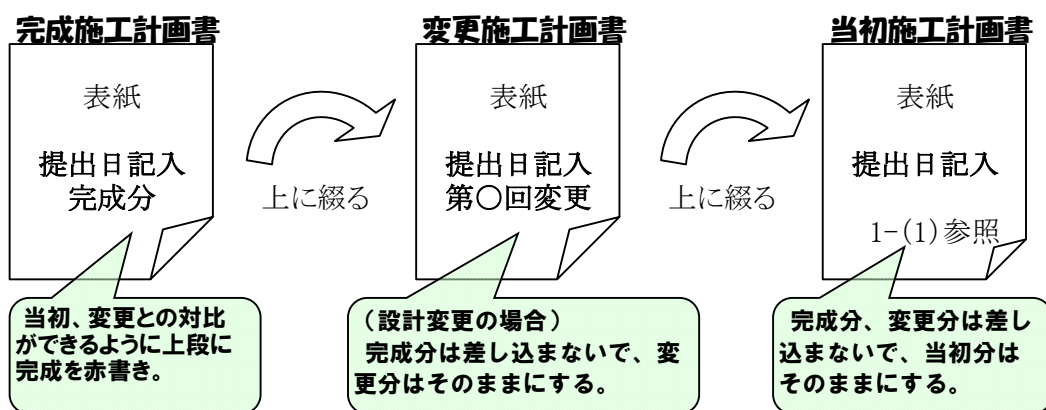 完成施工計画書
表紙
提出日記入
完成分
当初、変更との対比
ができるように上段に
完成を赤書き。
上に綴る
変更施工計画書
表紙
提出日記入
第〇回変更
(設計変更の場合)
完成分は差し込まないで、変
更分はそのままにする。
上に綴る
当初施工計画書
表紙
提出日記入
1-(1)参照
完成分、変更分は差し
込まないで、当初分は
そのままにする。